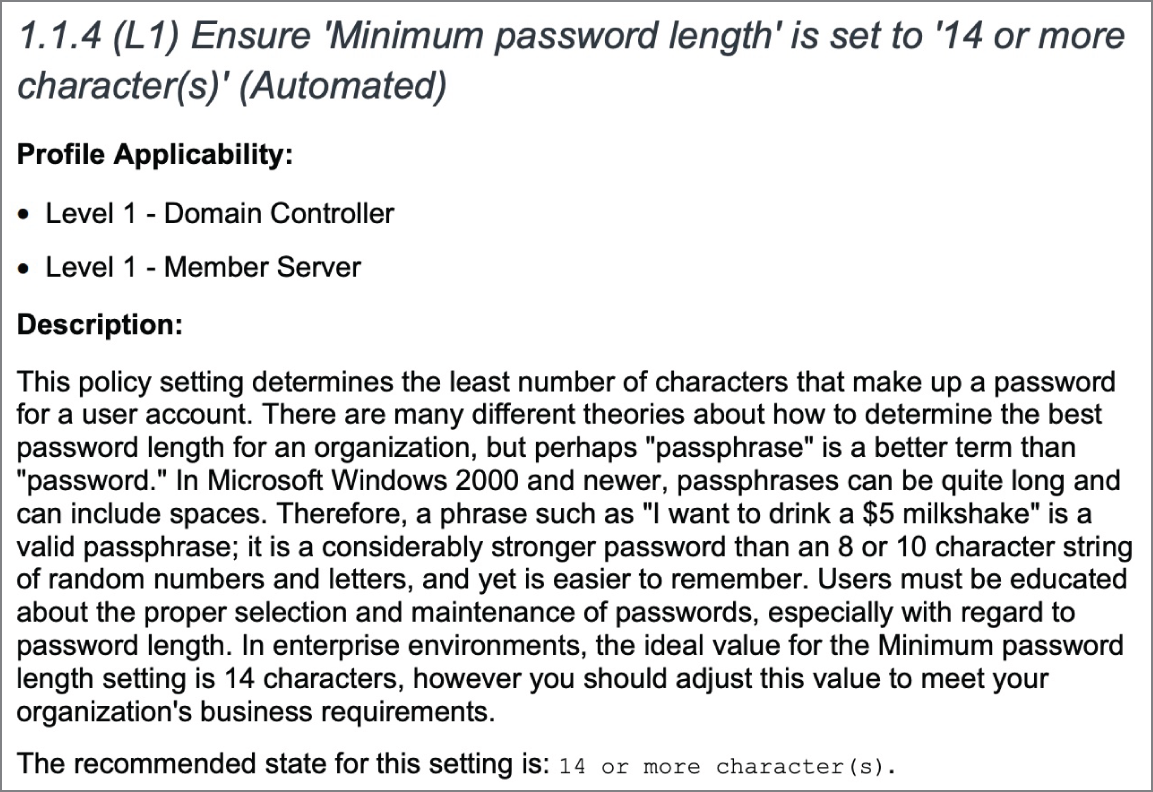 1.1.4 (L1) Ensure 'Minimum password length' is set to '14 or more
character(s)' (Automated)
Profile Applicability:
• Level 1 - Domain Controller
• Level 1 - Member Server
Description:
This policy setting determines the least number of characters that make up a password
for a user account. There are many different theories about how to determine the best
password length for an organization, but perhaps "passphrase" is a better term than
"password." In Microsoft Windows 2000 and newer, passphrases can be quite long and
can include spaces. Therefore, a phrase such as "I want to drink a $5 milkshake" is a
valid passphrase; it is a considerably stronger password than an 8 or 10 character string
of random numbers and letters, and yet is easier to remember. Users must be educated
about the proper selection and maintenance of passwords, especially with regard to
password length. In enterprise environments, the ideal value for the Minimum password
length setting is 14 characters, however you should adjust this value to meet your
organization's business requirements.
The recommended state for this setting is: 14 or more character(s).